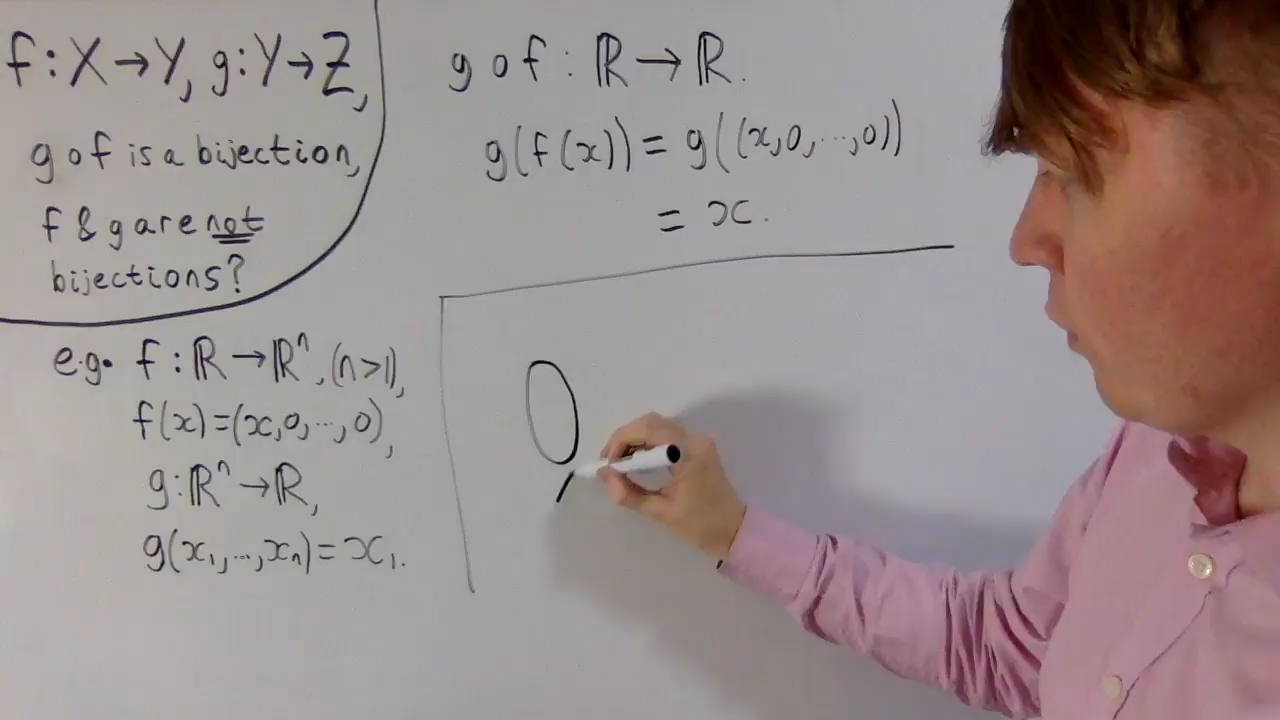 f : X → Y, g : Y → Z,
g o f is a bijection,
f & g are not
bijections?
e.g. f : ℝ → ℝⁿ, (n>1),
f(x)=(x,0,...,0),
g : ℝⁿ → ℝ,
g(x₁,...,xₙ)=x₁.
g o f : ℝ → ℝ.
g(f(x)) = g((x,0,...,0))
= x.